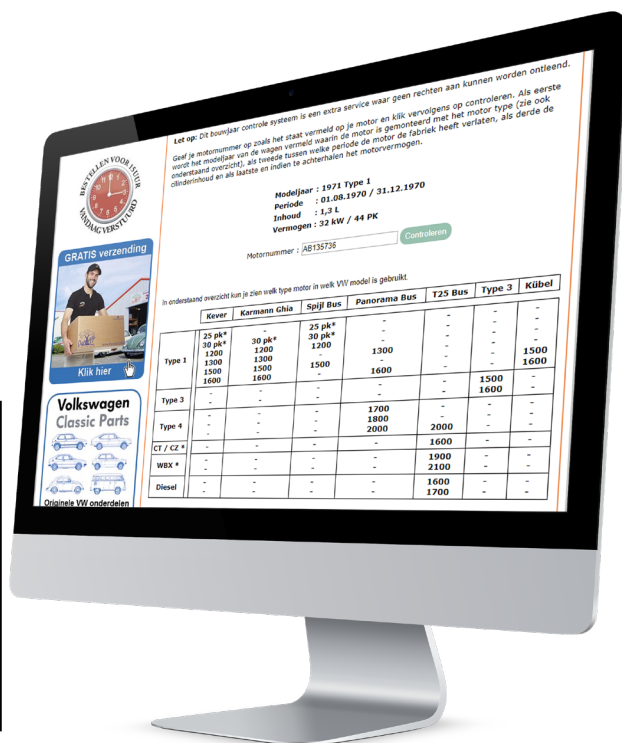 Let op: Dit bouwjaar controle systeem is een extra service waar geen rechten aan kunnen worden ontleend.
Geef je motornummer op zoals het staat vermeld op je motor en klik vervolgens op controleren. Als eerste
wordt het modeljaar van de wagen vermeld waarin de motor is gemonteerd met het motor type (zie ook
onderstaand overzicht), als tweede tussen welke periode de motor de fabriek heeft verlaten, als derde de
cilinderinhoud en als laatste en indien te achterhalen het motorvermogen.
Modeljaar : 1971 Type 1
Periode : 01.08.1970 / 31.12.1970
Inhoud : 1,3 L
Vermogen : 32 kW / 44 PK
Motornummer : AB135736 Controleren
BESTELLEN VOOR 15UUR
VANDAAG VERSTUURD
GRATIS verzending
Klik hier
Volkswagen
Classic Parts
Originele VW onderdelen
In onderstaand overzicht kun je zien welk type motor in welk VW model is gebruikt.
Kever Karmann Ghia Spijl Bus Panorama Bus T25 Bus Type 3 Kübel
Type 1
25 pk* - 25 pk* - - - -
30 pk* 30 pk* 30 pk* - - - -
1200 1200 1200 - - - -
1300 1300 - 1300 - - -
1500 1500 1500 - - - 1500
1600 1600 - 1600 - - 1600
Type 3
- - - - - 1500 -
- - - - - 1600 -
Type 4
- - - 1700 - - -
- - - 1800 - - -
- - - 2000 2000 - -
CT / CZ * - - - - 1600 - -
WBX *
- - - - 1900 - -
- - - - 2100 - -
Diesel
- - - - 1600 - -
- - - - 1700 - -